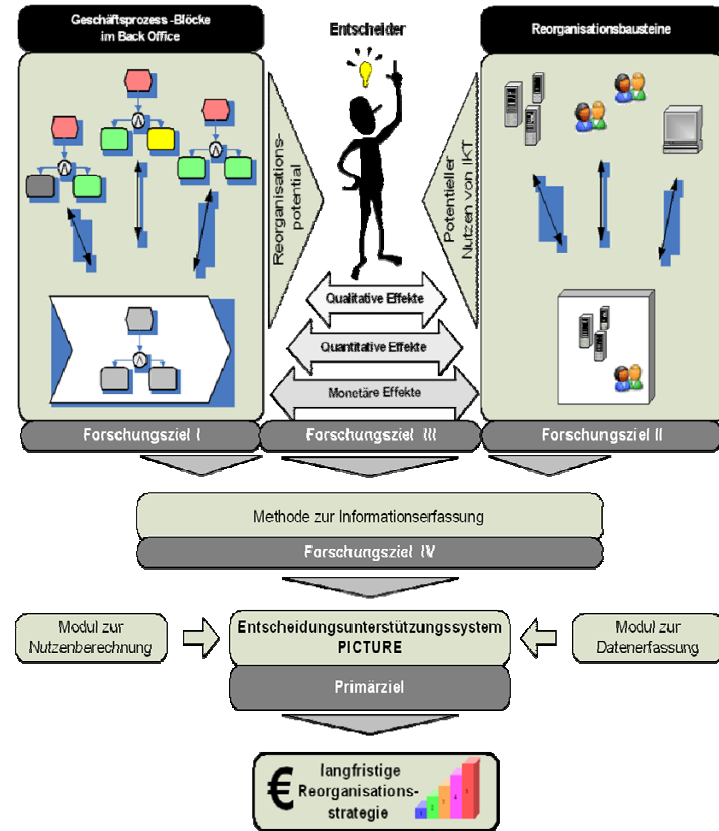 Geschäftsprozess -Blöcke
im Back Office
Entscheider
Reorganisationsbausteine
Reorganisations-
potential
Potentieller
Nutzen von IKT
Qualitative Effekte
Quantitative Effekte
Monetäre Effekte
Forschungsziel I
Forschungsziel III
Forschungsziel II
Methode zur Informationserfassung
Forschungsziel IV
Modul zur
Nutzenberechnung
Entscheidungsunterstützungssystem
PICTURE
Modul zur
Datenerfassung
Primärziel
€
langfristige
Reorganisations-
strategie